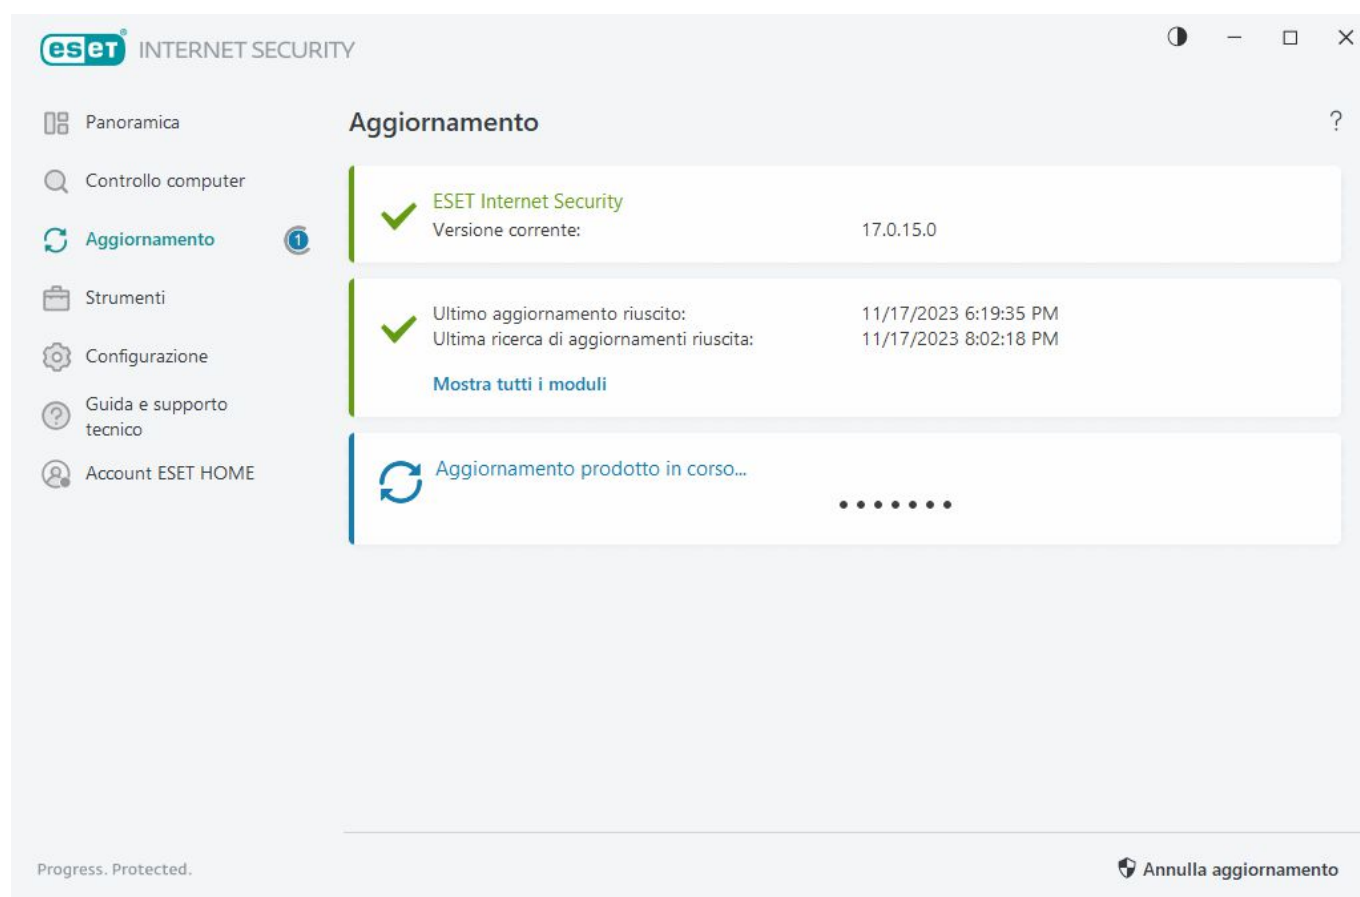 eset INTERNET SECURITY
Panoramica
Controllo computer
Aggiornamento
1
Strumenti
Configurazione
Guida e supporto
tecnico
Account ESET HOME
Aggiornamento
?
ESET Internet Security
Versione corrente: 17.0.15.0
Ultimo aggiornamento riuscito: 11/17/2023 6:19:35 PM
Ultima ricerca di aggiornamenti riuscita: 11/17/2023 8:02:18 PM
Mostra tutti i moduli
Aggiornamento prodotto in corso...
Progress. Protected.
Annulla aggiornamento